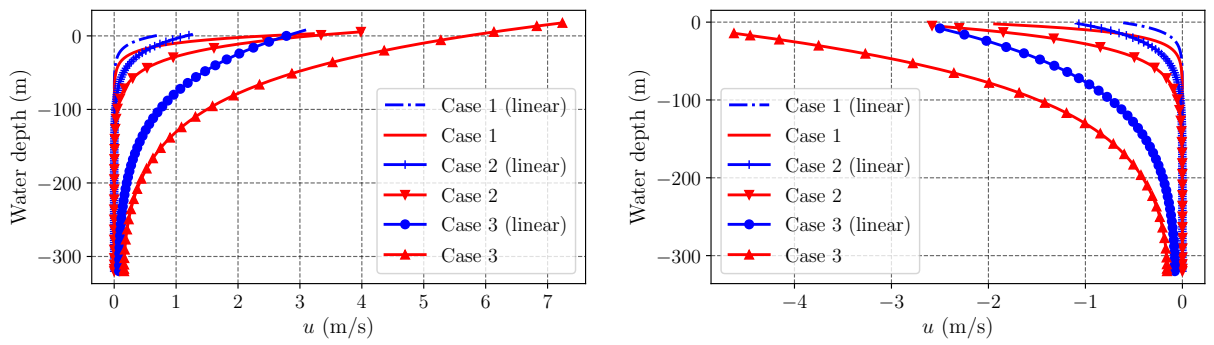 0
−100
−200
−300
Water depth (m)
0 1 2 3 4 5 6 7
u (m/s)
Case 1 (linear)
Case 1
Case 2 (linear)
Case 2
Case 3 (linear)
Case 3
0
−100
−200
−300
Water depth (m)
−4 −3 −2 −1 0
u (m/s)
Case 1 (linear)
Case 1
Case 2 (linear)
Case 2
Case 3 (linear)
Case 3